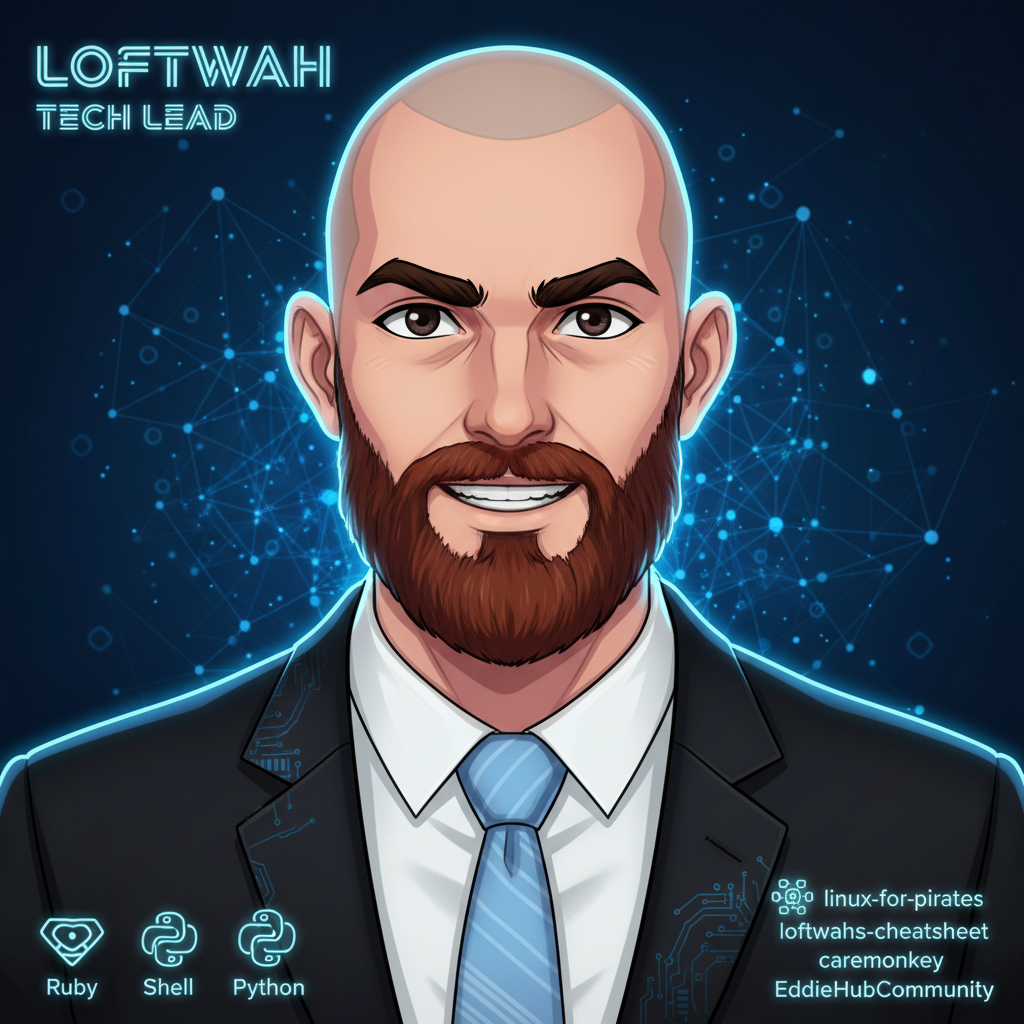 LOFTWAH
TECH LEAD
Ruby
Shell
Python
linux-for-pirates
loftwahs-cheatsheet
caremonkey
EddieHubCommunity